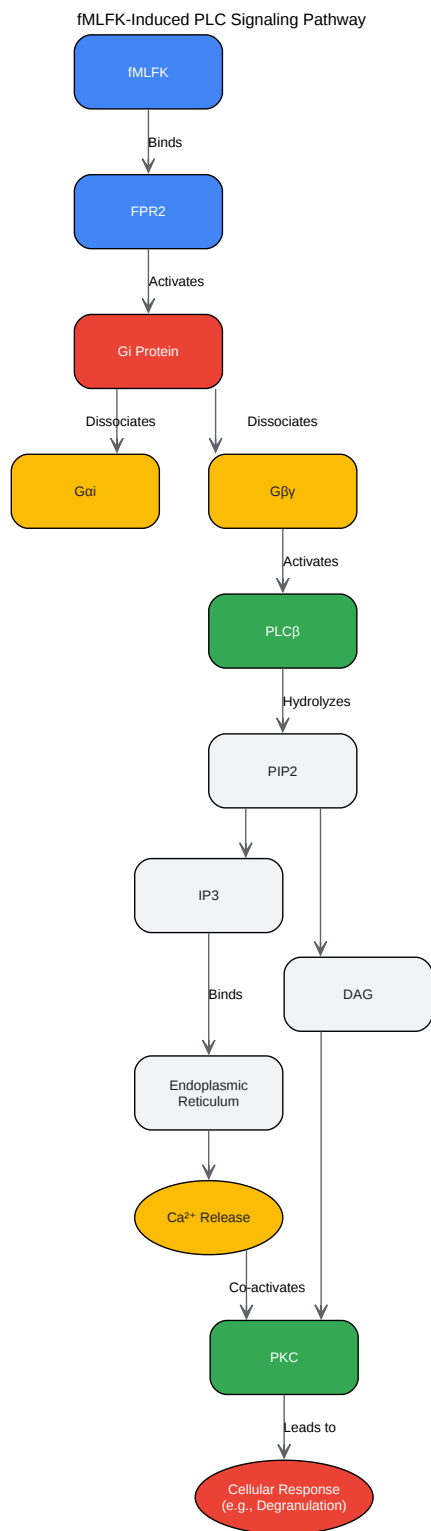 fMLFK-Induced PLC Signaling Pathway
fMLFK
Binds
FPR2
Activates
Gi Protein
Dissociates
Dissociates
Gαi
Gβγ
Activates
PLCβ
Hydrolyzes
PIP2
IP3
DAG
Binds
Endoplasmic
Reticulum
Ca²⁺ Release
Co-activates
PKC
Leads to
Cellular Response
(e.g., Degranulation)